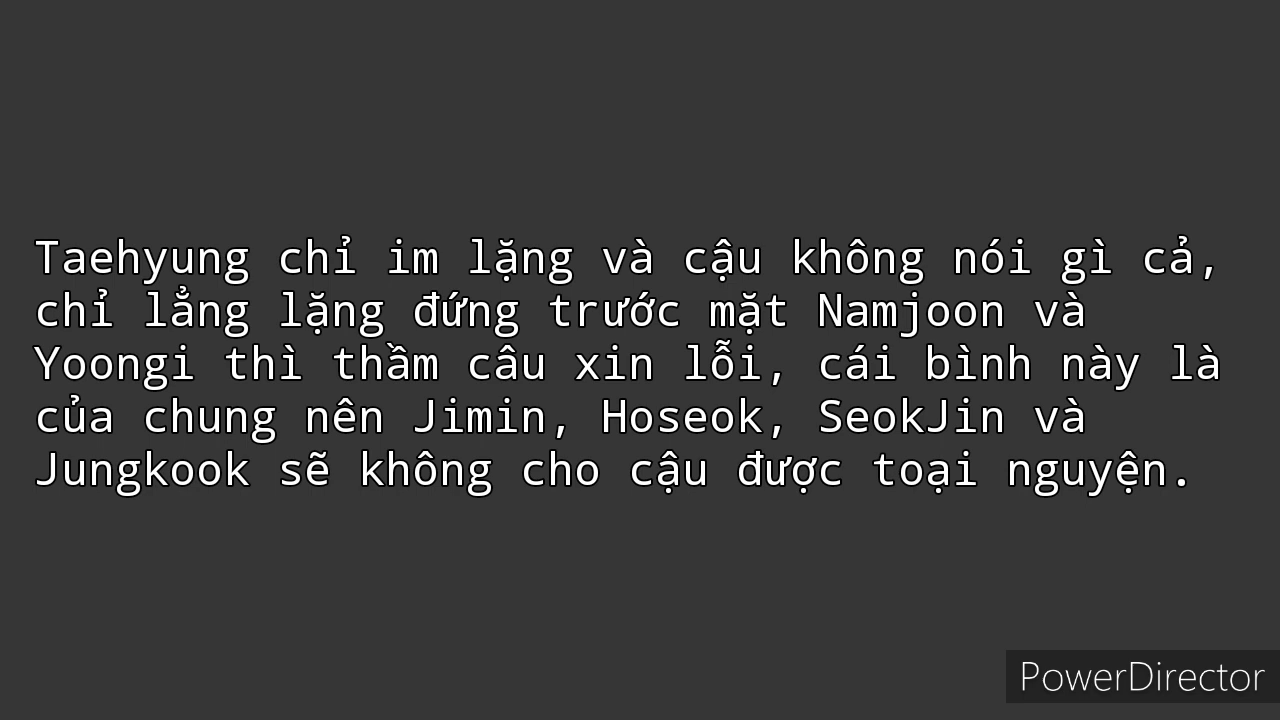 Taehyung chỉ im lặng và cậu không nói gì cả,
chỉ lẳng lặng đứng trước mặt Namjoon và
Yoongi thì thầm câu xin lỗi, cái bình này là
của chung nên Jimin, Hoseok, SeokJin và
Jungkook sẽ không cho cậu được toại nguyện.
PowerDirector